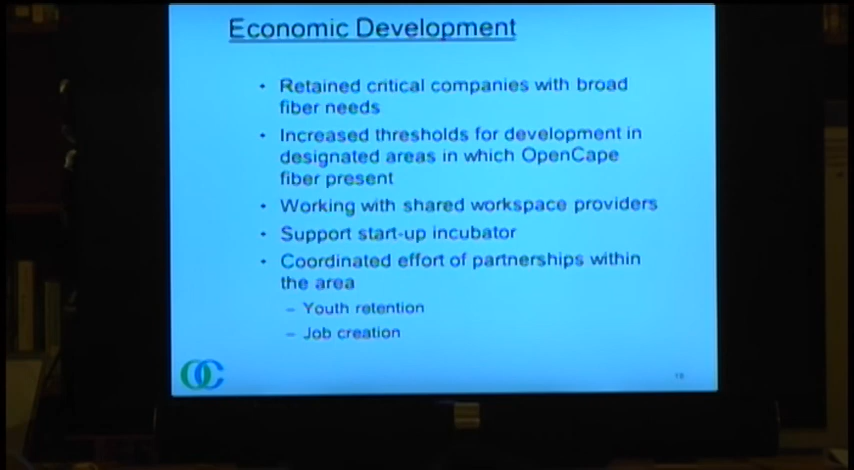 Economic Development
• Retained critical companies with broad
fiber needs
• Increased thresholds for development in
designated areas in which OpenCape
fiber present
• Working with shared workspace providers
• Support start-up incubator
• Coordinated effort of partnerships within
the area
– Youth retention
– Job creation
OC